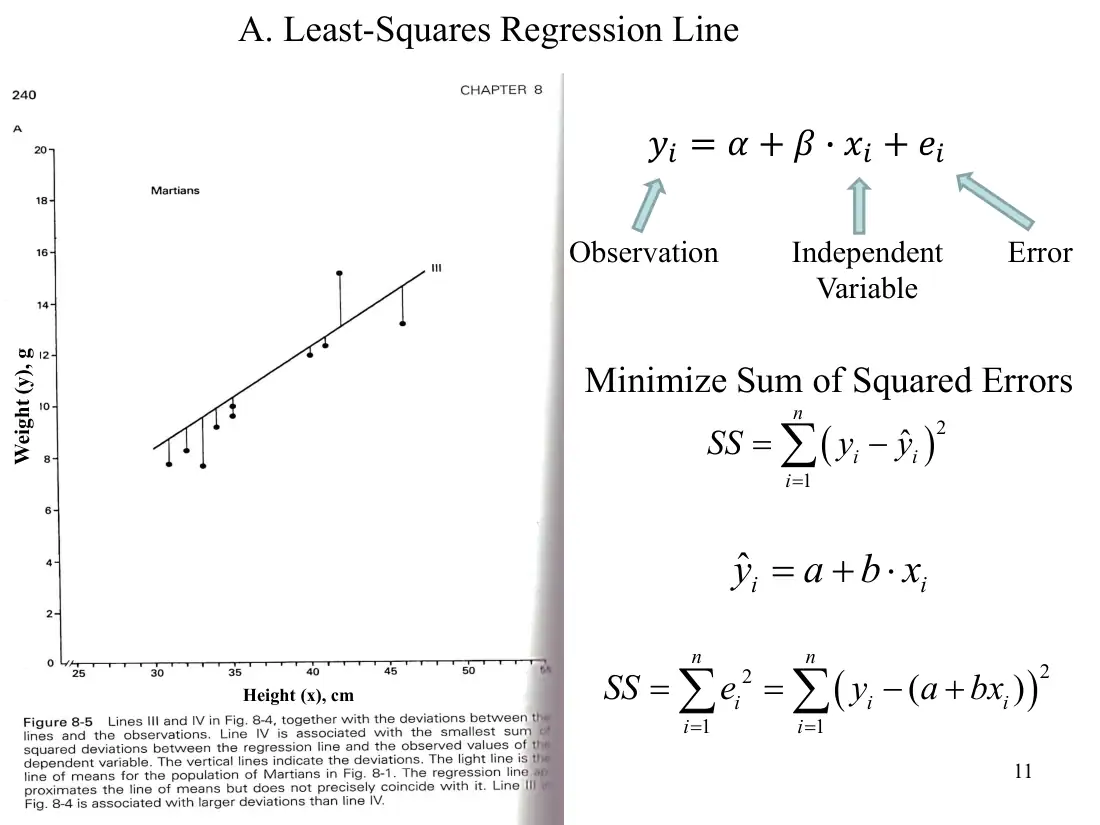 A. Least-Squares Regression Line
240
CHAPTER 8
A
20
18
16
14
12
10
8
6
4
2
0
Martians
III
Weight (y), g
25 30 35 40 45 50
Height (x), cm
Figure 8-5 Lines III and IV in Fig. 8-4, together with the deviations between the
lines and the observations. Line IV is associated with the smallest sum of
squared deviations between the regression line and the observed values of the
dependent variable. The vertical lines indicate the deviations. The light line is the
line of means for the population of Martians in Fig. 8-1. The regression line ap-
proximates the line of means but does not precisely coincide with it. Line III in
Fig. 8-4 is associated with larger deviations than line IV.
yᵢ = α + β · xᵢ + eᵢ
Observation Independent Error
Variable
Minimize Sum of Squared Errors
SS = ∑ᵢ₌₁ⁿ (yᵢ − ŷᵢ)²
ŷᵢ = a + b · xᵢ
SS = ∑ᵢ₌₁ⁿ eᵢ² = ∑ᵢ₌₁ⁿ (yᵢ − (a + bxᵢ))²
11